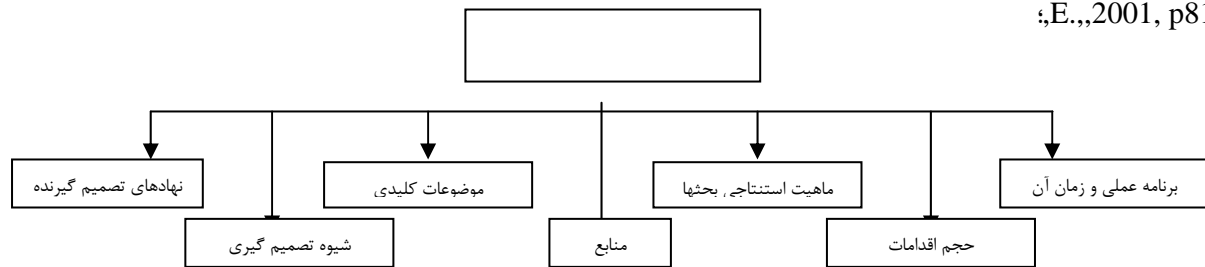 ؛,E.,,2001, p81
برنامه عملی و زمان آن
ماهیت استنتاجی بحثها
موضوعات کلیدی
نهادهای تصمیم گیرنده
حجم اقدامات
منابع
شیوه تصمیم گیری